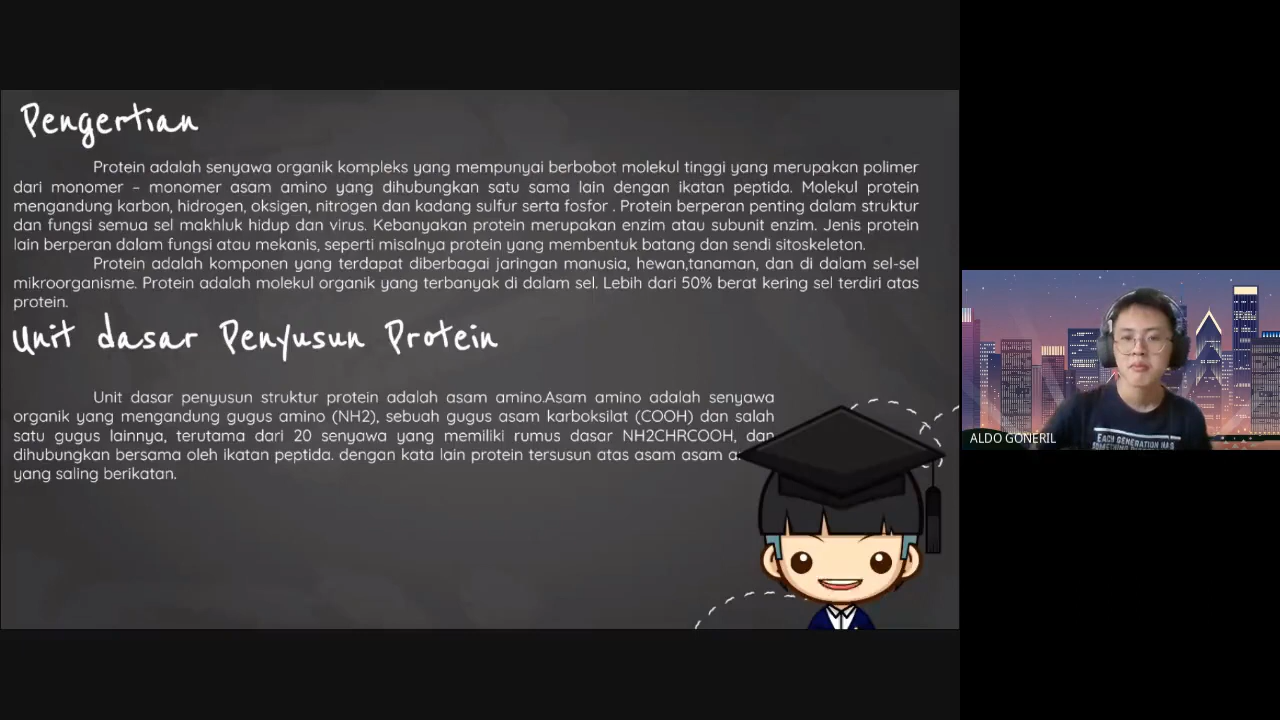 Pengertian
Protein adalah senyawa organik kompleks yang mempunyai berbobot molekul tinggi yang merupakan polimer
dari monomer – monomer asam amino yang dihubungkan satu sama lain dengan ikatan peptida. Molekul protein
mengandung karbon, hidrogen, oksigen, nitrogen dan kadang sulfur serta fosfor . Protein berperan penting dalam struktur
dan fungsi semua sel makhluk hidup dan virus. Kebanyakan protein merupakan enzim atau subunit enzim. Jenis protein
lain berperan dalam fungsi atau mekanis, seperti misalnya protein yang membentuk batang dan sendi sitoskeleton.
Protein adalah komponen yang terdapat diberbagai jaringan manusia, hewan,tanaman, dan di dalam sel-sel
mikroorganisme. Protein adalah molekul organik yang terbanyak di dalam sel. Lebih dari 50% berat kering sel terdiri atas
protein.
Unit dasar Penyusun Protein
Unit dasar penyusun struktur protein adalah asam amino.Asam amino adalah senyawa
organik yang mengandung gugus amino (NH2), sebuah gugus asam karboksilat (COOH) dan salah
satu gugus lainnya, terutama dari 20 senyawa yang memiliki rumus dasar NH2CHRCOOH, dan
dihubungkan bersama oleh ikatan peptida. dengan kata lain protein tersusun atas asam asam
yang saling berikatan.
ALDO GONERIL
EACH GENERATION HAS